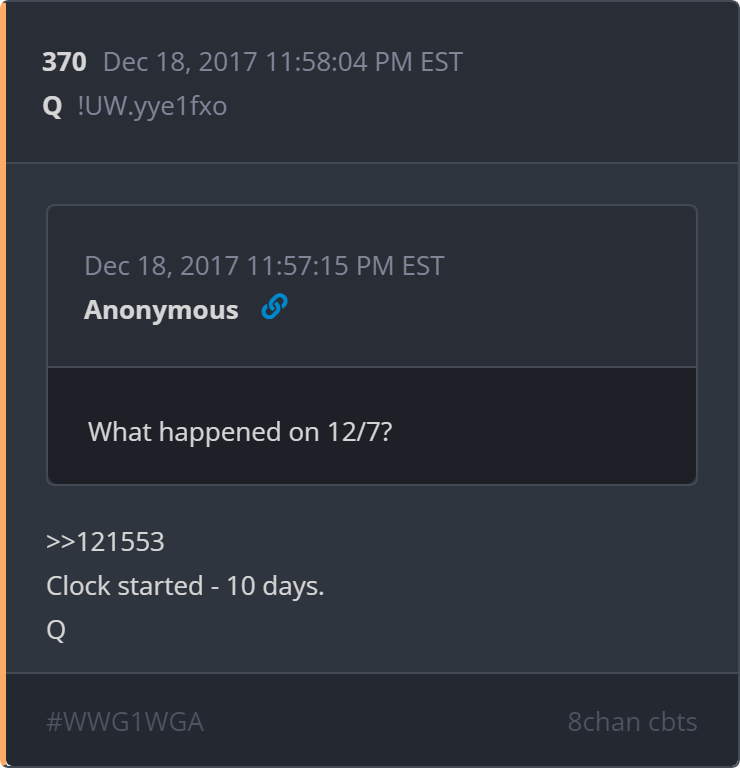 370 Dec 18, 2017 11:58:04 PM EST
Q !UW.yye1fxo
Dec 18, 2017 11:57:15 PM EST
Anonymous
What happened on 12/7?
>>121553
Clock started - 10 days.
Q
#WWG1WGA 8chan cbts